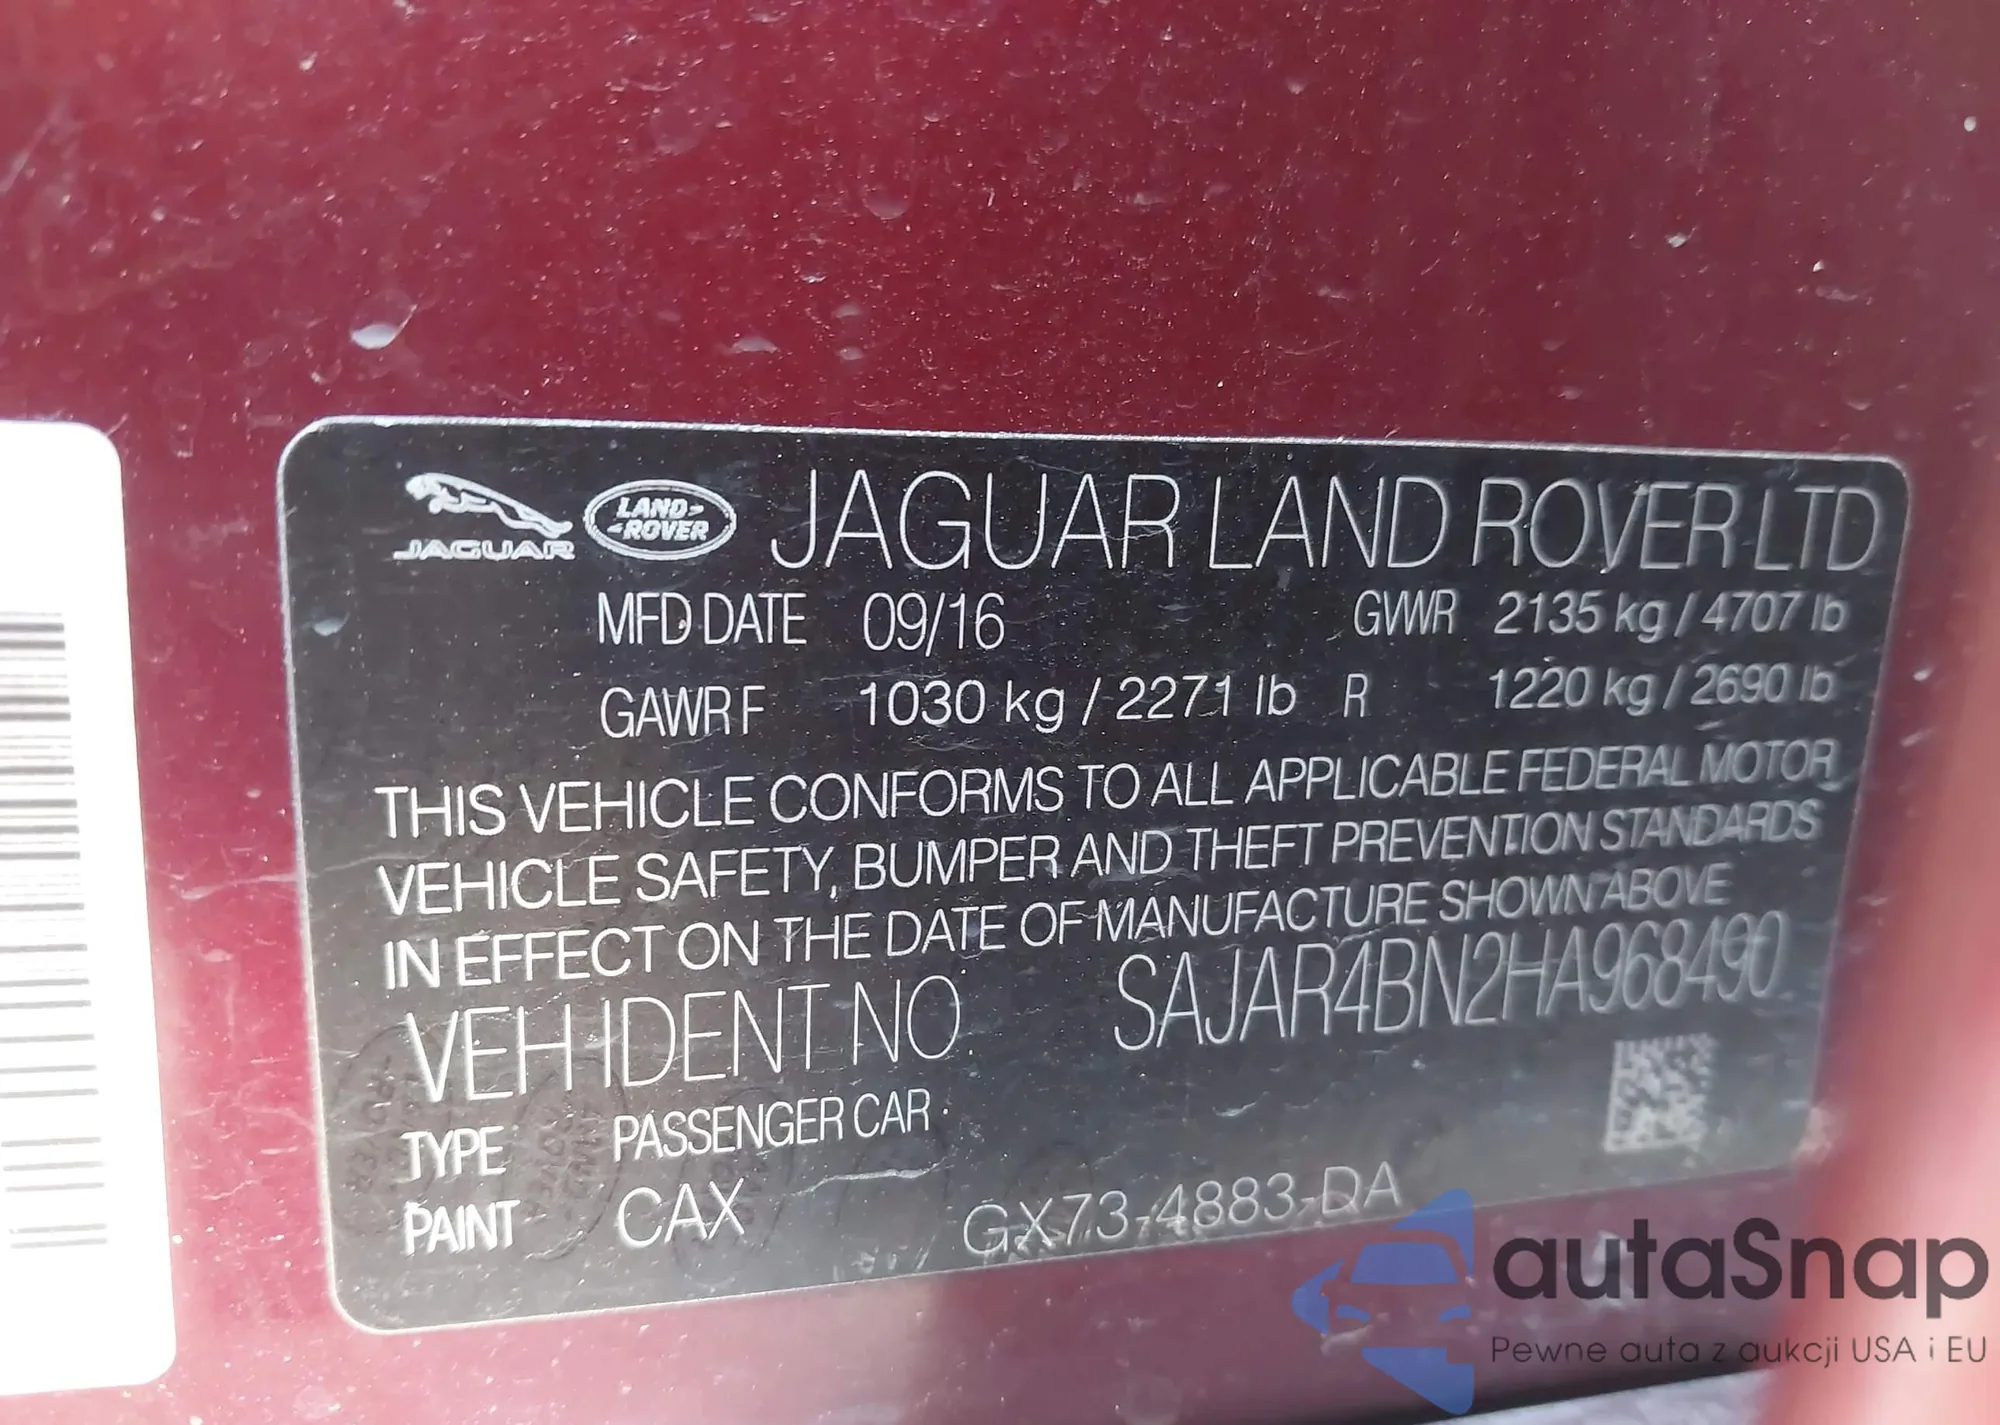 JAGUAR LAND ROVER JAGUAR LAND ROVER LTD
MFD DATE 09/16 GVWR 2135 kg / 4707 lb
GAWR F 1030 kg / 2271 lb R 1220 kg / 2690 lb
THIS VEHICLE CONFORMS TO ALL APPLICABLE FEDERAL MOTOR
VEHICLE SAFETY, BUMPER AND THEFT PREVENTION STANDARDS
IN EFFECT ON THE DATE OF MANUFACTURE SHOWN ABOVE
VEH IDENT NO. SAJAR4BN2HA968490
TYPE PASSENGER CAR
PAINT CAX GX73-4883-DA
autaSnap
Pewne auta z aukcji USA i EU